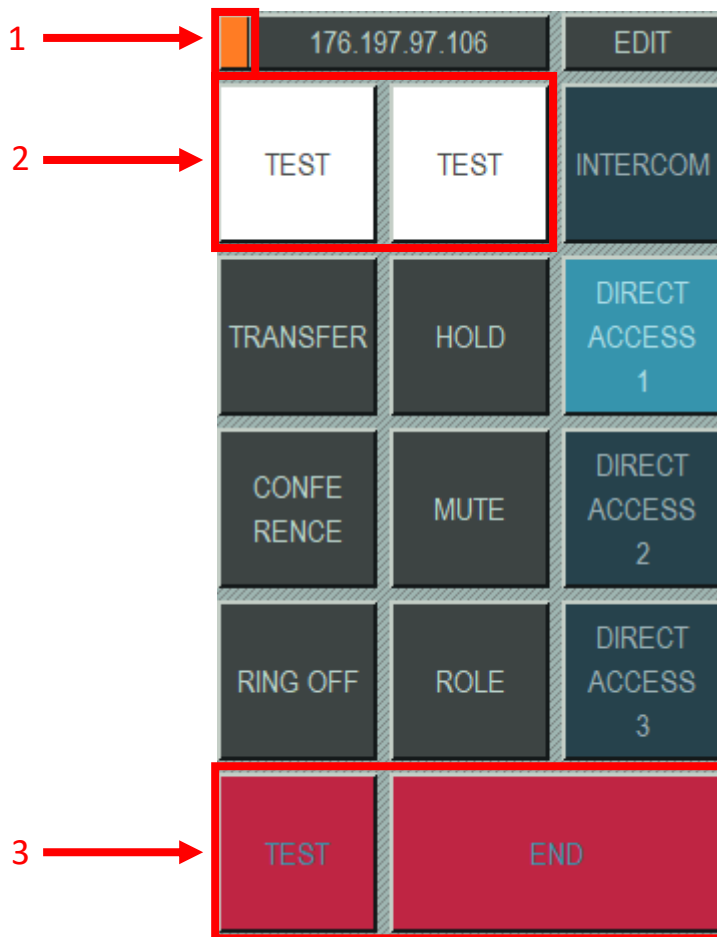 1
176.197.97.106
EDIT
2
TEST
TEST
INTERCOM
TRANSFER
HOLD
DIRECT
ACCESS
1
CONFE
RENCE
MUTE
DIRECT
ACCESS
2
RING OFF
ROLE
DIRECT
ACCESS
3
3
TEST
END